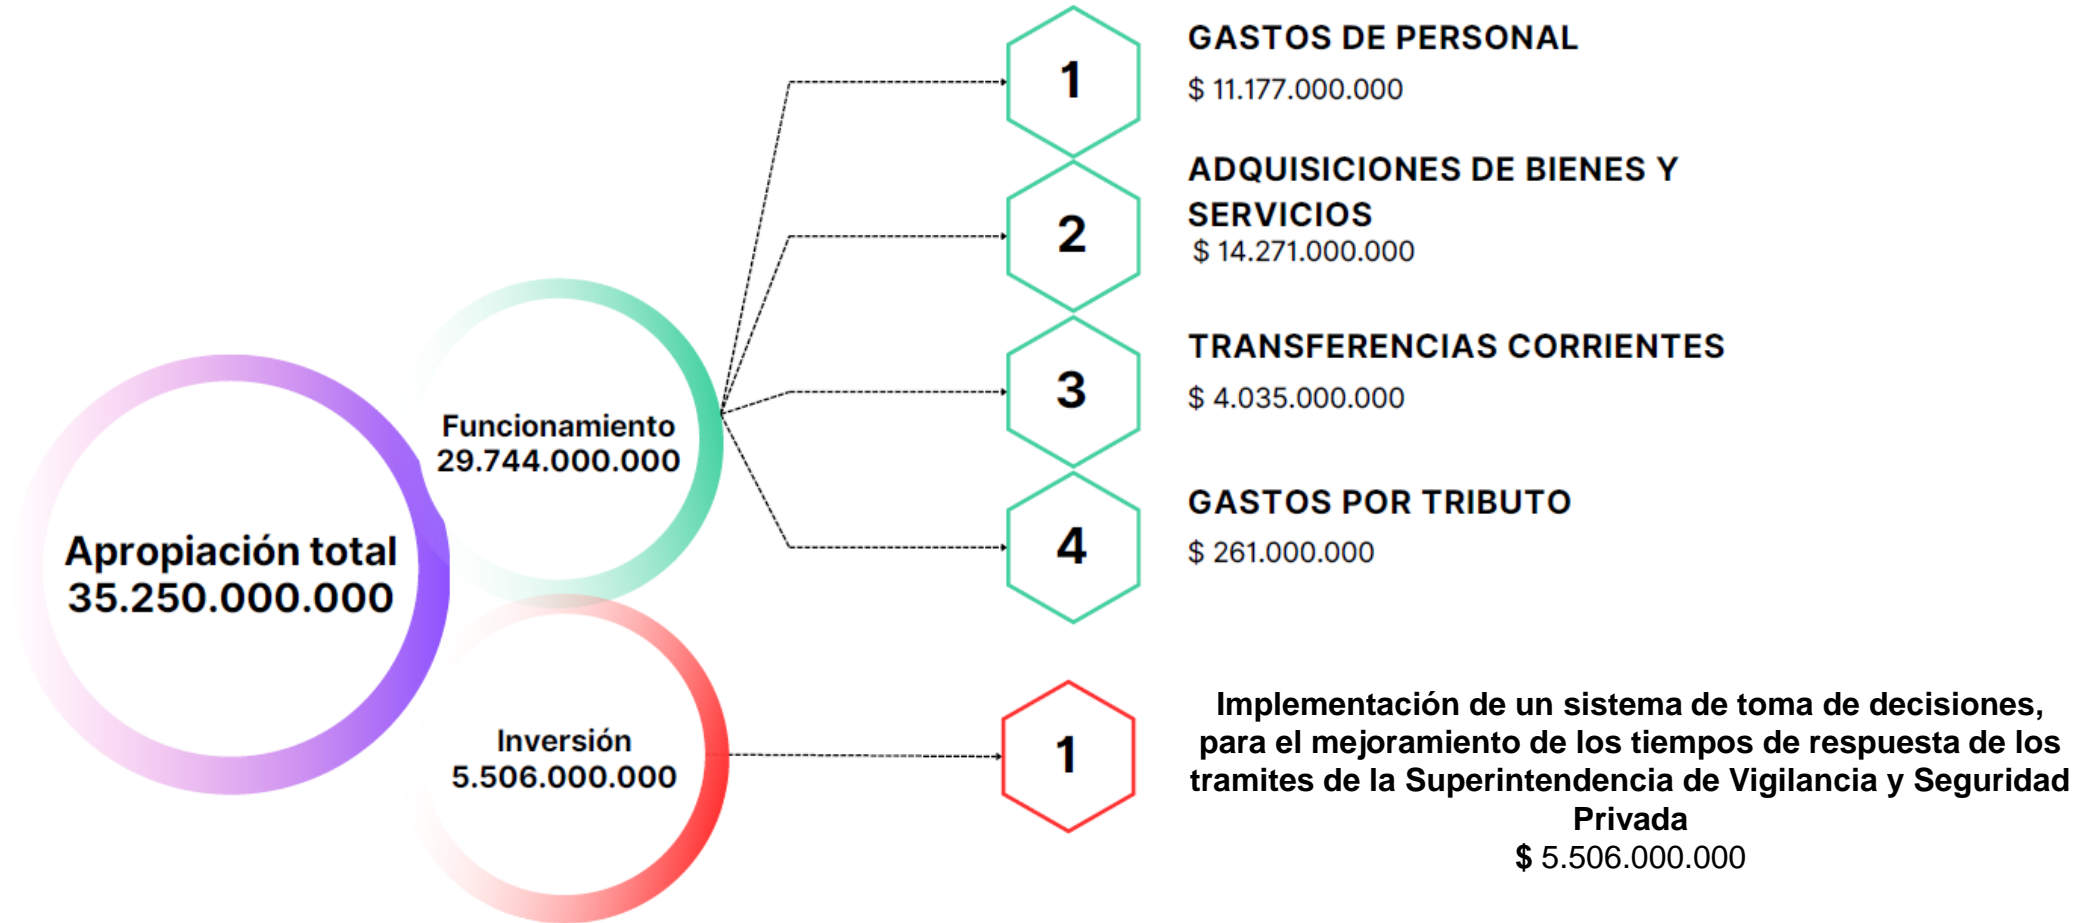 Apropiación total
35.250.000.000
Funcionamiento
29.744.000.000
1
GASTOS DE PERSONAL
$ 11.177.000.000
2
ADQUISICIONES DE BIENES Y
SERVICIOS
$ 14.271.000.000
3
TRANSFERENCIAS CORRIENTES
$ 4.035.000.000
4
GASTOS POR TRIBUTO
$ 261.000.000
Inversión
5.506.000.000
1
Implementación de un sistema de toma de decisiones,
para el mejoramiento de los tiempos de respuesta de los
tramites de la Superintendencia de Vigilancia y Seguridad
Privada
$ 5.506.000.000